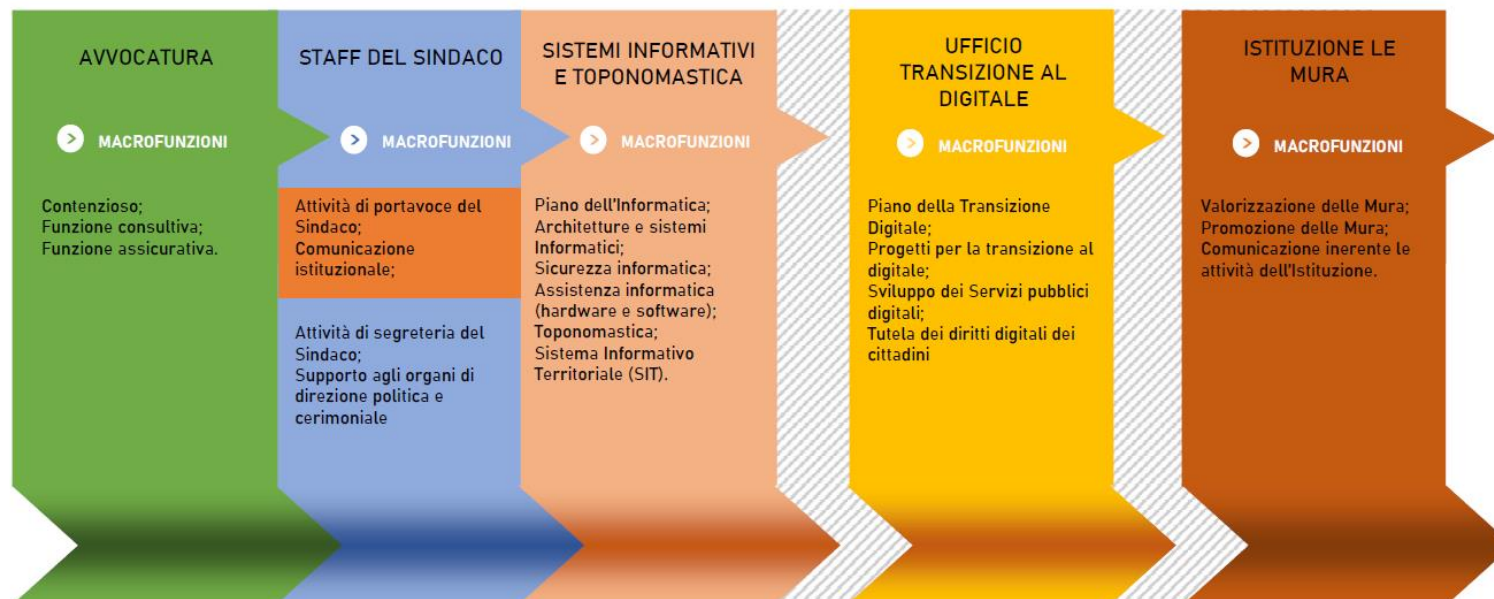 AVVOCATURA
MACROFUNZIONI
Contenzioso;
Funzione consultiva;
Funzione assicurativa.
STAFF DEL SINDACO
MACROFUNZIONI
Attività di portavoce del
Sindaco;
Comunicazione
istituzionale;
Attività di segreteria del
Sindaco;
Supporto agli organi di
direzione politica e
cerimoniale
SISTEMI INFORMATIVI
E TOPONOMASTICA
MACROFUNZIONI
Piano dell'Informatica;
Architetture e sistemi
Informatici;
Sicurezza informatica;
Assistenza informatica
(hardware e software);
Toponomastica;
Sistema Informativo
Territoriale (SIT).
UFFICIO
TRANSIZIONE AL
DIGITALE
MACROFUNZIONI
Piano della Transizione
Digitale;
Progetti per la transizione al
digitale;
Sviluppo dei Servizi pubblici
digitali;
Tutela dei diritti digitali dei
cittadini
ISTITUZIONE LE
MURA
MACROFUNZIONI
Valorizzazione delle Mura;
Promozione delle Mura;
Comunicazione inerente le
attività dell'Istituzione.